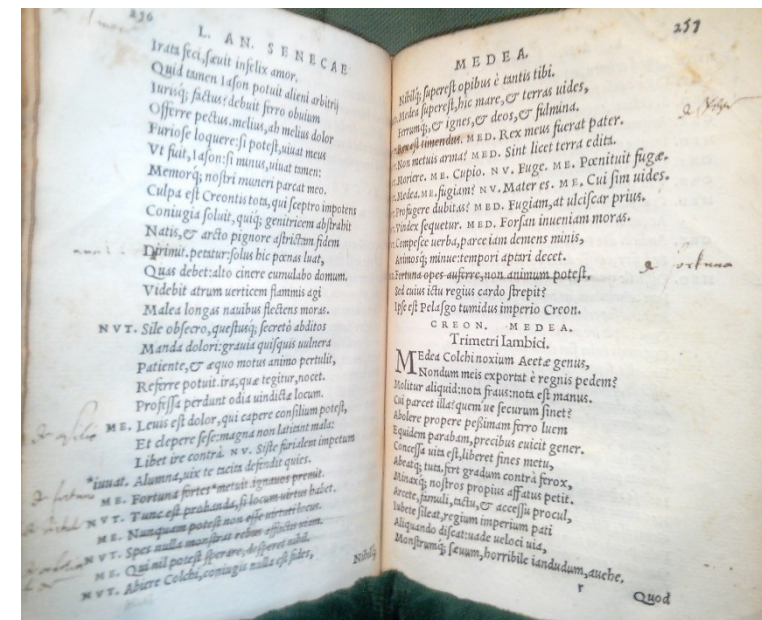 236
L. AN. SENECAE
Irata feci, sæuit infelix amor.
Quid tamen Iason potuit alieni arbitrij
Iurisq; factus? debuit ferro obuium
Offerre pectus. melius, ah melius dolor
Furiose loquere: si potest, uiuat meus
Vt fuit, Iason: si minus, uiuat tamen:
Memorq; nostri muneri parcat meo.
Culpa est Creontis tota, qui sceptro impotens
Coniugia soluit, quiq; genitricem abstrahit
Natis, & arcto pignore astrictam fidem
Dirimit. petatur: solus hic pœnas luat,
Quas debet: alto cinere cumulabo domum.
Videbit atrum uerticem flammis agi
Malea longas nauibus flectens moras.
NVT. Sile obsecro, questusq; secretò abditos
Manda dolori: grauia quisquis uulnera
Patiente, & æquo motus animo pertulit,
Referre potuit. ira, quæ tegitur, nocet.
Professa perdunt odia uindictæ locum.
ME. Leuis est dolor, qui capere consilium potest,
Et clepere sese: magna non latitant mala:
Libet ire contrà. NV. Siste furialem impetum
*iuuat. Alumna, uix te tacita defendit quies.
ME. Fortuna fortes *metuit ignauos premit.
NVT. Tunc est probanda, si locum uirtus habet.
ME. Nunquam potest non esse uirtuti locus.
NVT. Spes nulla monstrat rebus afflictis uiam.
ME. Qui nil potest sperare, desperet nihil.
NVT. Abiere Colchi, coniugis nulla est fides,
Nihilq;
257
MEDEA.
Nihilq; superest opibus è tantis tibi.
Medea superest, hic mare, & terras uides,
Ferrumq; & ignes, & deos, & fulmina.
Rex est timendus. MED. Rex meus fuerat pater.
Non metuis arma? MED. Sint licet terra edita.
Moriere. ME. Cupio. NV. Fuge. ME. Pœnituit fugæ.
Medea. ME. fugiam? NV. Mater es. ME. Cui sim uides.
Profugere dubitas? MED. Fugiam, at ulciscar prius.
Vindex sequetur. MED. Forsan inueniam moras.
Compesce uerba, parce iam demens minis,
Animosq; minue: tempori aptari decet.
Fortuna opes auferre, non animum potest.
Sed cuius ictu regius cardo strepit?
Ipse est Pelasgo tumidus imperio Creon.
CREON. MEDEA.
Trimetri Iambici.
MEdea Colchi noxium Aeetæ genus,
Nondum meis exportat è regnis pedem?
Molitur aliquid: nota fraus: nota est manus.
Cui parcet illa? quem ue securum sinet?
Abolere propere pessimam ferro luem
Equidem parabam, precibus euicit gener.
Concessa uita est, liberet fines metu,
Abeatq; tuta. fert gradum contrà ferox,
Minaxq; nostros propius affatus petit.
Arcete, famuli, tactu, & accessu procul,
Iubete sileat, regium imperium pati
Aliquando discat: uade ueloci uia,
Monstrumq; sæuum, horribile iandudum, auehe.
r
Quod